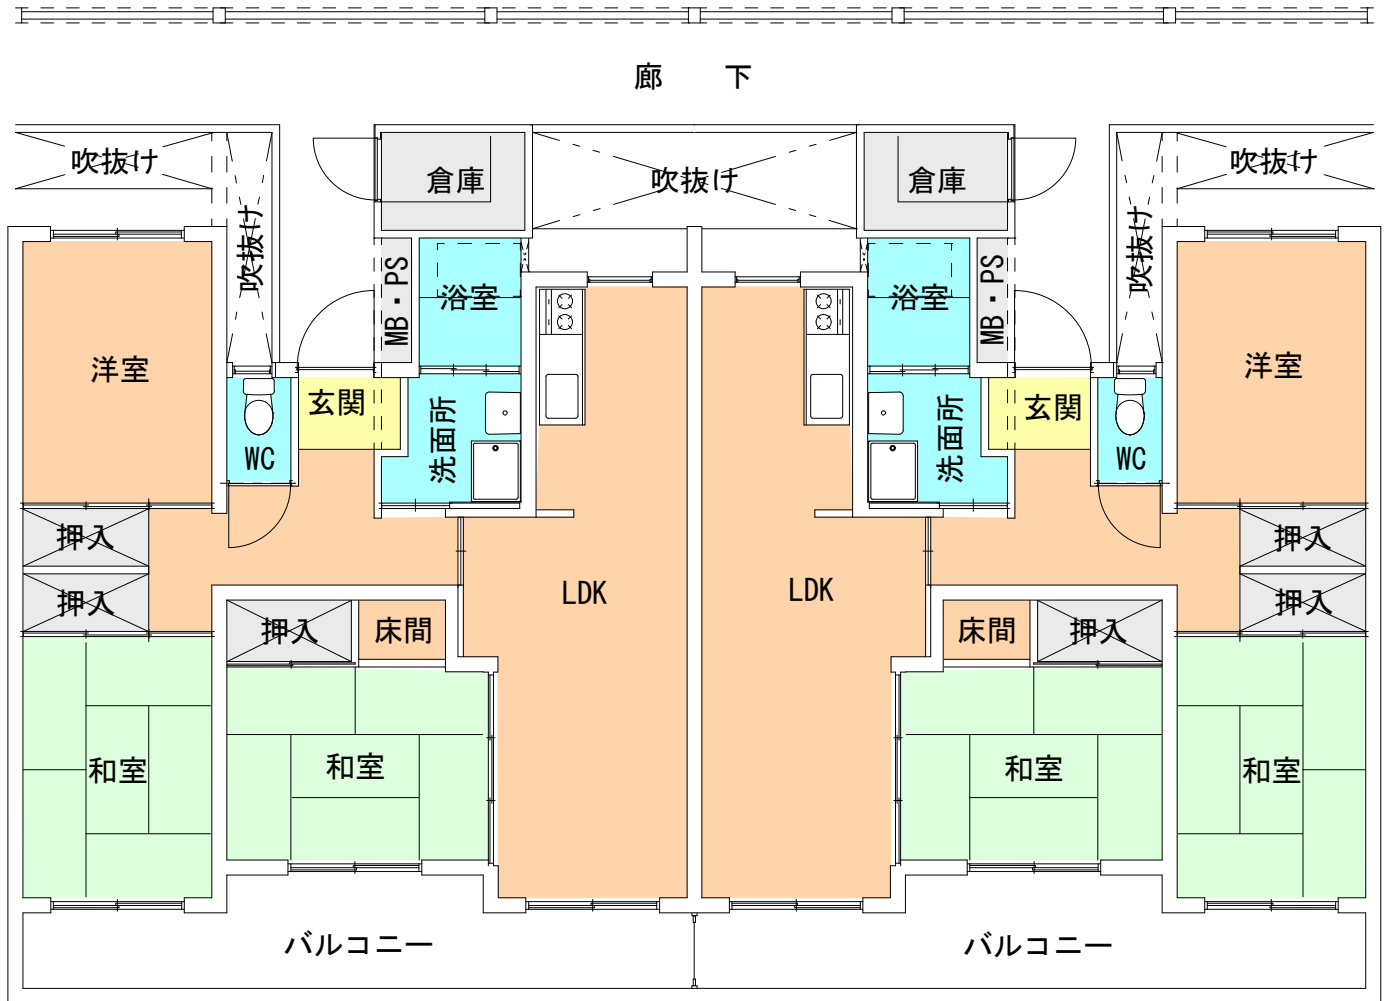 廊 下
吹抜け
吹抜け
吹抜け
倉庫
倉庫
吹抜け
吹抜け
MB・PS
浴室
浴室
MB・PS
洋室
洋室
玄関
玄関
WC
洗面所
洗面所
WC
押入
押入
LDK
LDK
押入
押入
押入
床間
床間
押入
和室
和室
和室
和室
バルコニー
バルコニー